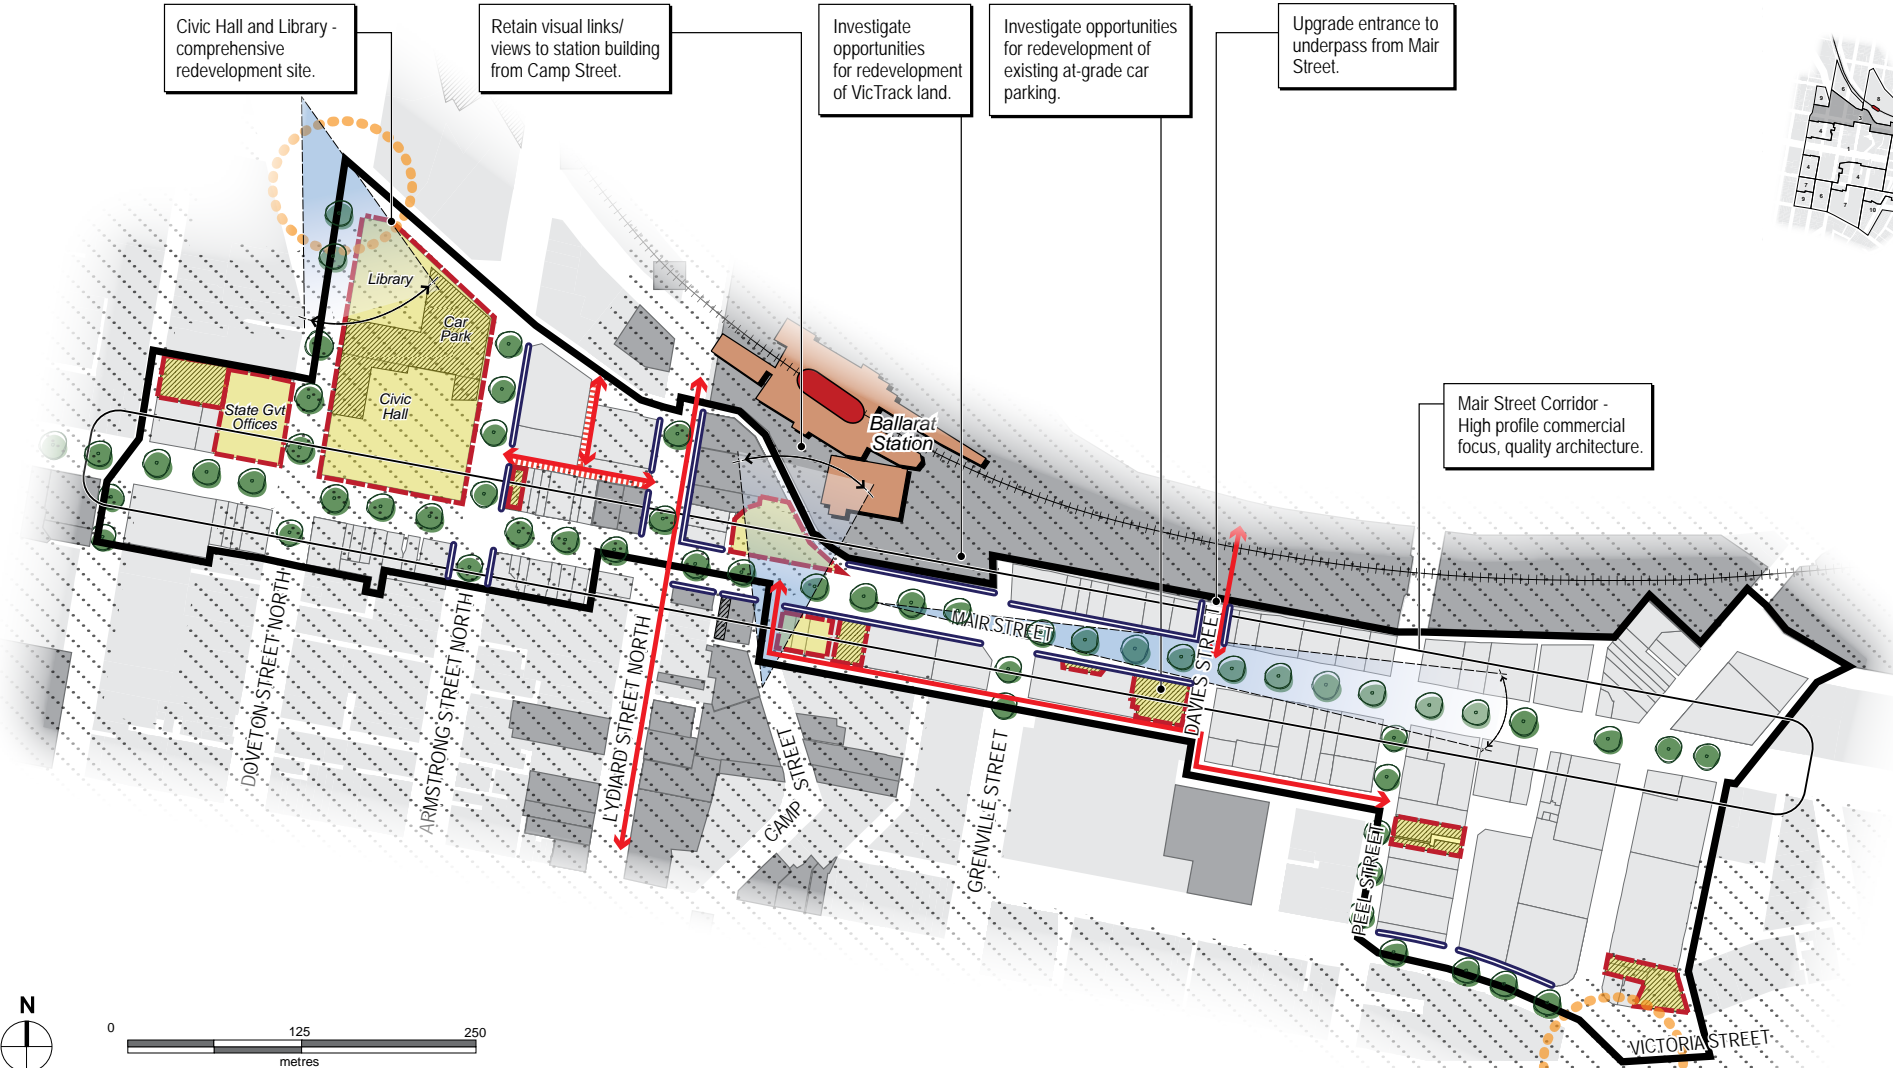 Civic Hall and Library -
comprehensive
redevelopment site.
Retain visual links/
views to station building
from Camp Street.
Investigate
opportunities
for redevelopment
of VicTrack land.
Investigate opportunities
for redevelopment of
existing at-grade car
parking.
Upgrade entrance to
underpass from Mair
Street.
Library
Car
Park
State Gvt
Offices
Civic
Hall
Ballarat
Station
Mair Street Corridor -
High profile commercial
focus, quality architecture.
MAIR STREET
DAVIES STREET
DOVETON STREET NORTH
ARMSTRONG STREET NORTH
LYDIARD STREET NORTH
CAMP STREET
GRENVILLE STREET
PEEL STREET
VICTORIA STREET
N
0
125
250
metres